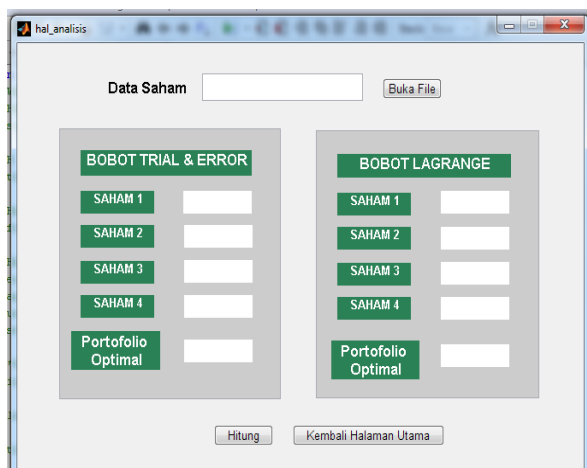 hal_analisis
Data Saham
Buka File
BOBOT TRIAL & ERROR
SAHAM 1
SAHAM 2
SAHAM 3
SAHAM 4
Portofolio
Optimal
BOBOT LAGRANGE
SAHAM 1
SAHAM 2
SAHAM 3
SAHAM 4
Portofolio
Optimal
Hitung
Kembali Halaman Utama